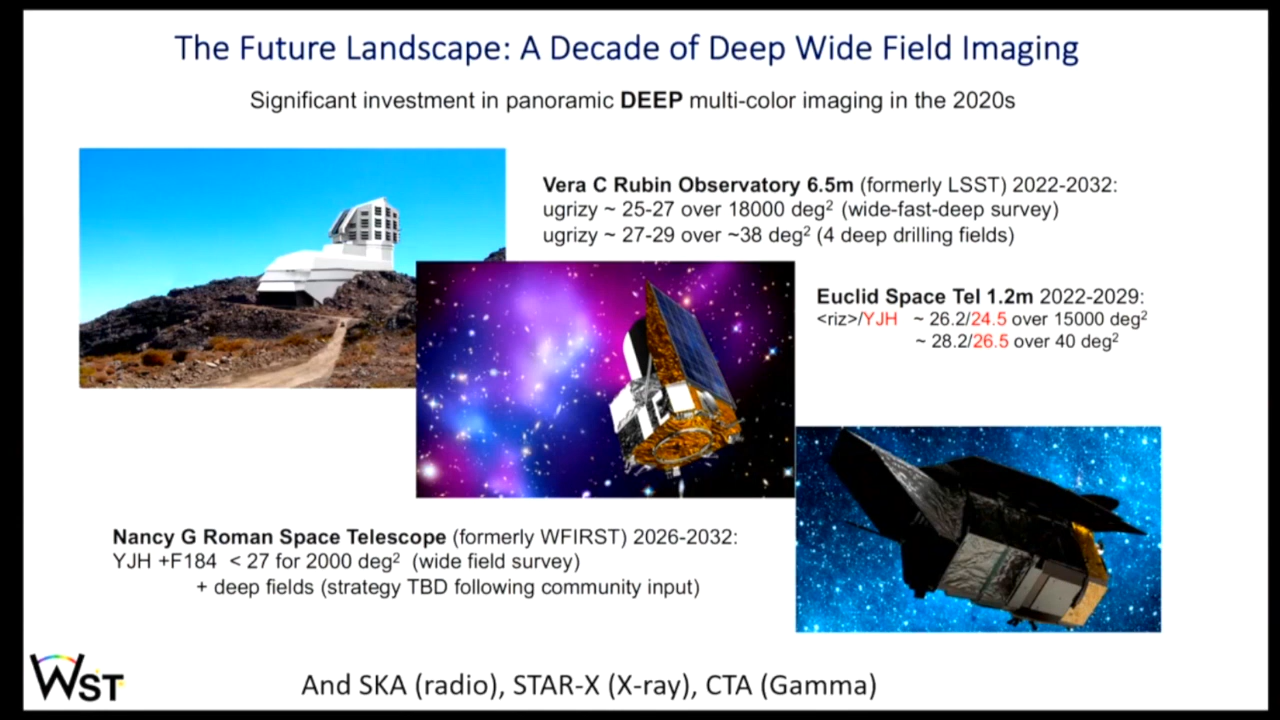 The Future Landscape: A Decade of Deep Wide Field Imaging
Significant investment in panoramic DEEP multi-color imaging in the 2020s
Vera C Rubin Observatory 6.5m (formerly LSST) 2022-2032:
ugrizy ~ 25-27 over 18000 deg² (wide-fast-deep survey)
ugrizy ~ 27-29 over ~38 deg² (4 deep drilling fields)
Euclid Space Tel 1.2m 2022-2029:
<riz>/YJH ~ 26.2/24.5 over 15000 deg²
~ 28.2/26.5 over 40 deg²
Nancy G Roman Space Telescope (formerly WFIRST) 2026-2032:
YJH +F184 < 27 for 2000 deg² (wide field survey)
+ deep fields (strategy TBD following community input)
WST
And SKA (radio), STAR-X (X-ray), CTA (Gamma)